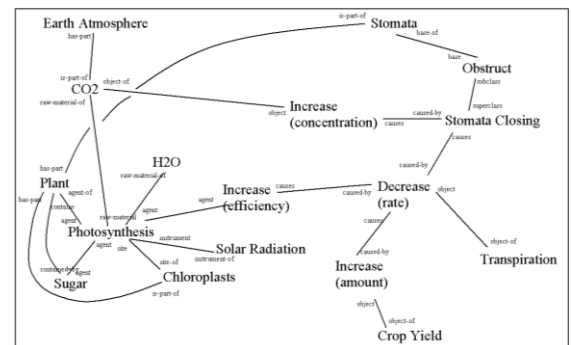 Earth Atmosphere
has-part
is-part-of
Stomata
base-of
base
Obstruct
subclass
superclass
is-part-of
object-of
CO2
raw-material-of
Increase
(concentration)
object
causes
caused-by
Stomata Closing
causes
H2O
raw-material-of
has-part
Plant
agent-of
contains
has-part
agent
caused-by
Increase
(efficiency)
agent
causes
caused-by
Decrease
(rate)
object
causes
raw-material
agent
Photosynthesis
agent
site
instrument
Solar Radiation
instrument-of
site-of
Chloroplasts
is-part-of
contained-by
agent
Sugar
object-of
Transpiration
caused-by
Increase
(amount)
object
object-of
Crop Yield